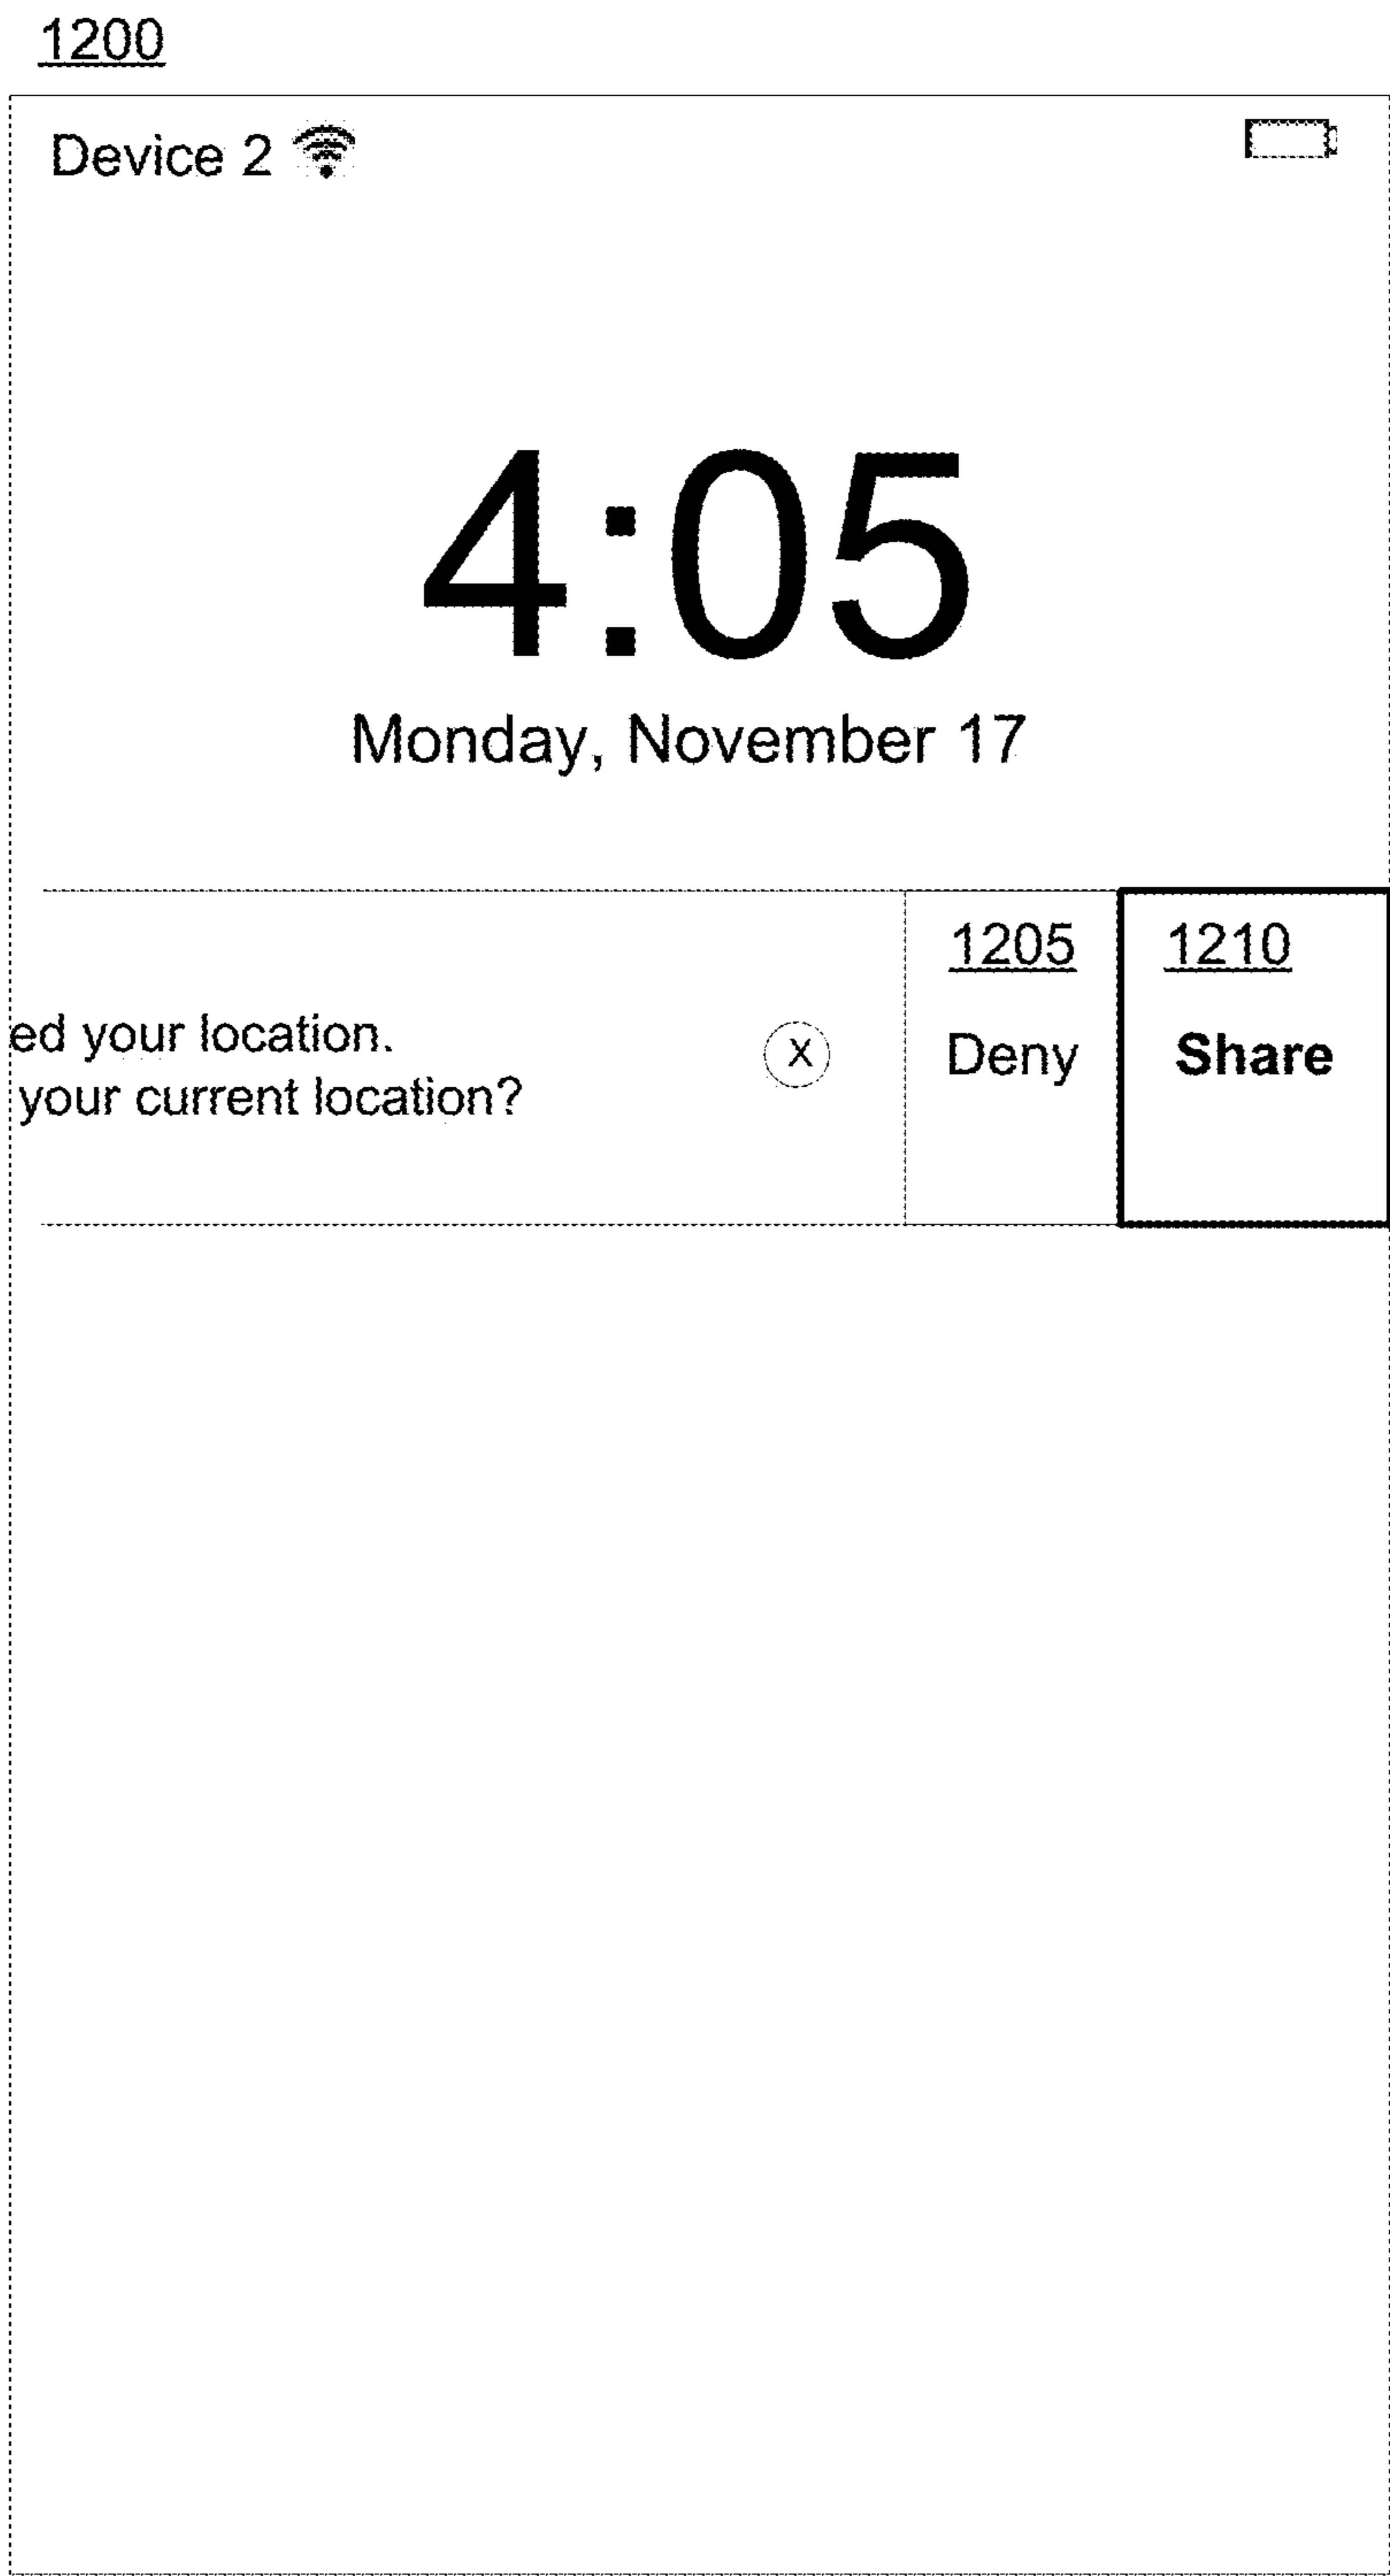 1200
Device 2
4:05
Monday, November 17
ed your location.
your current location?
X
1205
Deny
1210
Share